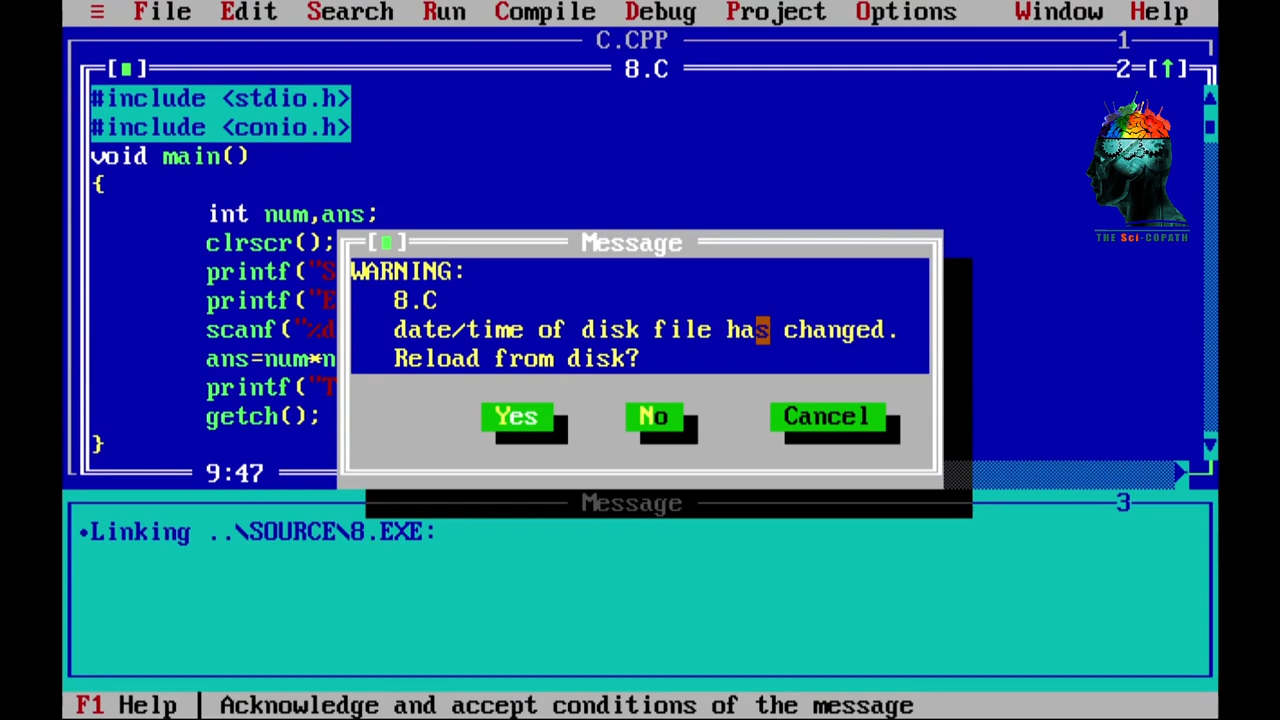 ≡ File Edit Search Run Compile Debug Project Options Window Help
C.CPP 1
[■] 8.C 2=[↑]
#include <stdio.h>
#include <conio.h>
void main()
{
int num,ans;
clrscr();
printf("S
printf("E
scanf("%d
ans=num*n
printf("T
getch();
}
9:47
THE Sci-COPATH
[■] Message
WARNING:
8.C
date/time of disk file has changed.
Reload from disk?
Yes No Cancel
Message 3
•Linking ..\SOURCE\8.EXE:
F1 Help | Acknowledge and accept conditions of the message